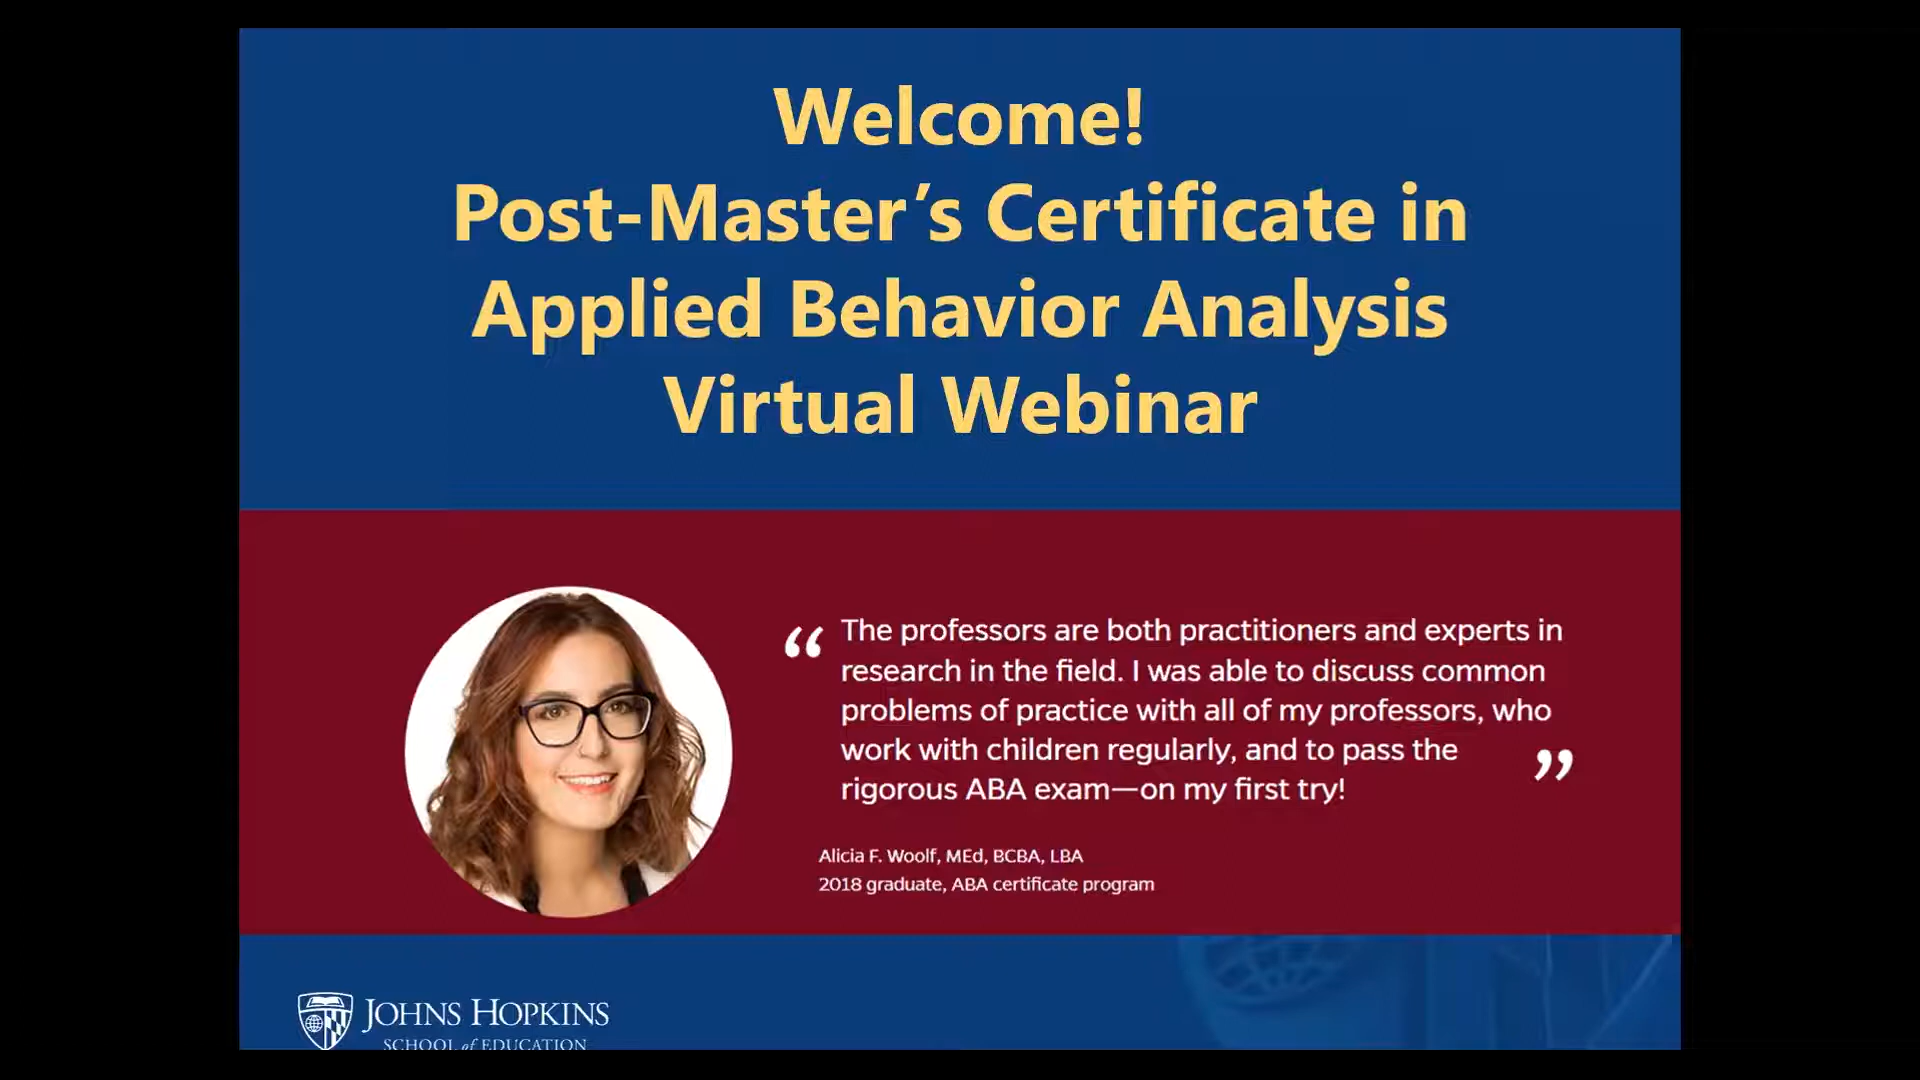 Welcome!
Post-Master’s Certificate in
Applied Behavior Analysis
Virtual Webinar
“ The professors are both practitioners and experts in
research in the field. I was able to discuss common
problems of practice with all of my professors, who
work with children regularly, and to pass the
rigorous ABA exam—on my first try! ”
Alicia F. Woolf, MEd, BCBA, LBA
2018 graduate, ABA certificate program
JOHNS HOPKINS
SCHOOL of EDUCATION